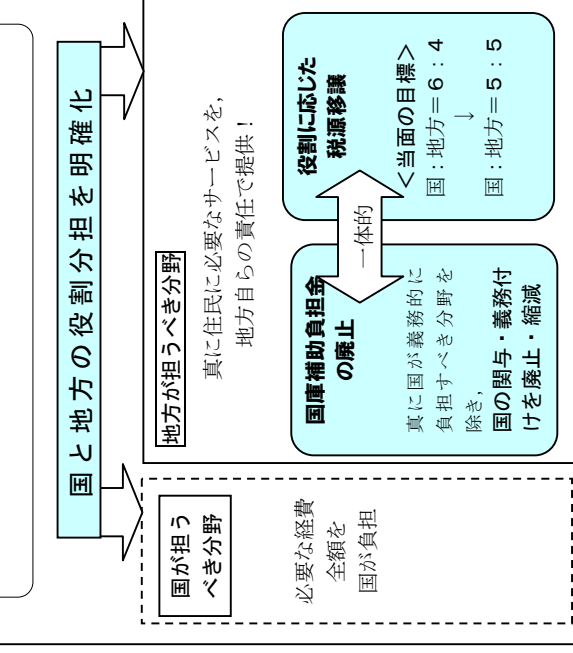 国と地方の役割分担を明確化
国が担う
べき分野
必要な経費
全額を
国が負担
地方が担うべき分野
真に住民に必要なサービスを，
地方自らの責任で提供！
国庫補助負担金
の廃止
真に国が義務的に
負担すべき分野を
除き，
国の関与・義務付
けを廃止・縮減
一体的
役割に応じた
税源移譲
＜当面の目標＞
国：地方＝６：４
↓
国：地方＝５：５